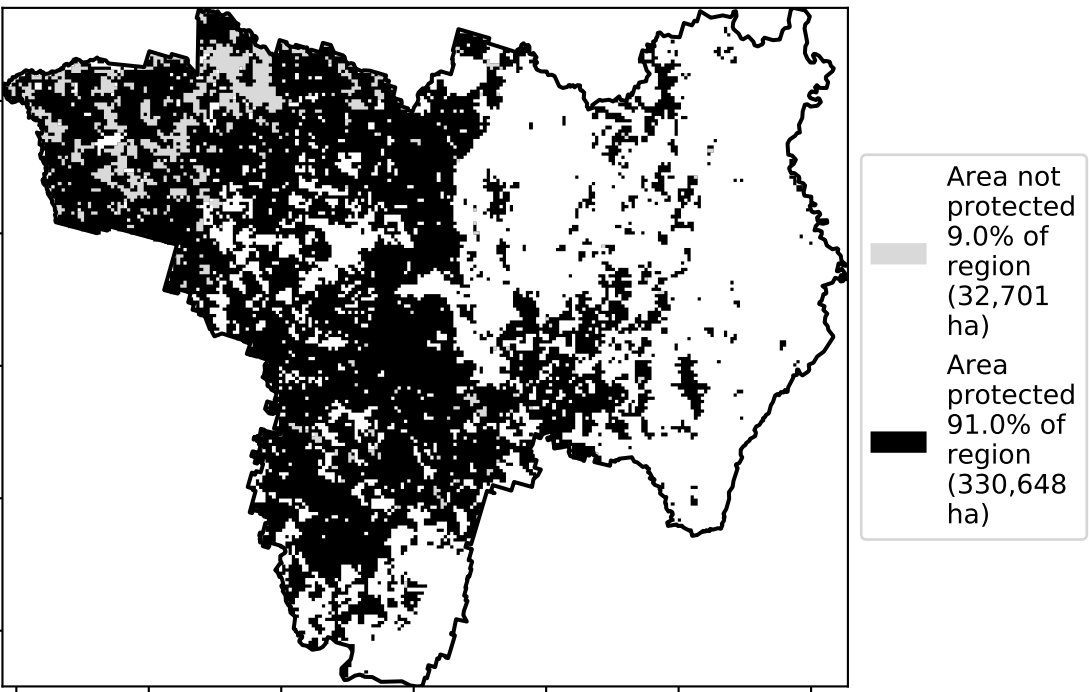 Area not
protected
9.0% of
region
(32,701
ha)
Area
protected
91.0% of
region
(330,648
ha)